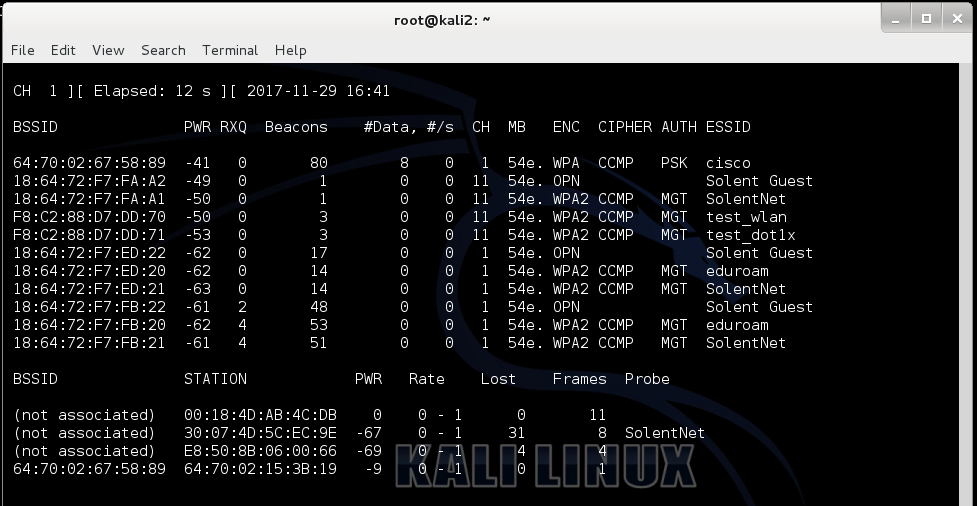 root@kali2: ~
File Edit View Search Terminal Help
CH 1 ][ Elapsed: 12 s ][ 2017-11-29 16:41
BSSID PWR RXQ Beacons #Data, #/s CH MB ENC CIPHER AUTH ESSID
64:70:02:67:58:89 -41 0 80 8 0 1 54e. WPA CCMP PSK cisco
18:64:72:F7:FA:A2 -49 0 1 0 0 11 54e. OPN Solent Guest
18:64:72:F7:FA:A1 -50 0 1 0 0 11 54e. WPA2 CCMP MGT SolentNet
F8:C2:88:D7:DD:70 -50 0 3 0 0 11 54e. WPA2 CCMP MGT test_wlan
F8:C2:88:D7:DD:71 -53 0 3 0 0 11 54e. WPA2 CCMP MGT test_dot1x
18:64:72:F7:ED:22 -62 0 17 0 0 1 54e. OPN Solent Guest
18:64:72:F7:ED:20 -62 0 14 0 0 1 54e. WPA2 CCMP MGT eduroam
18:64:72:F7:ED:21 -63 0 14 0 0 1 54e. WPA2 CCMP MGT SolentNet
18:64:72:F7:FB:22 -61 2 48 0 0 1 54e. OPN Solent Guest
18:64:72:F7:FB:20 -62 4 53 0 0 1 54e. WPA2 CCMP MGT eduroam
18:64:72:F7:FB:21 -61 4 51 0 0 1 54e. WPA2 CCMP MGT SolentNet
BSSID STATION PWR Rate Lost Frames Probe
(not associated) 00:18:4D:AB:4C:DB 0 0 - 1 0 11
(not associated) 30:07:4D:5C:EC:9E -67 0 - 1 31 8 SolentNet
(not associated) E8:50:8B:06:00:66 -69 0 - 1 4 4
64:70:02:67:58:89 64:70:02:15:3B:19 -9 0 - 1 0 1
KALI LINUX